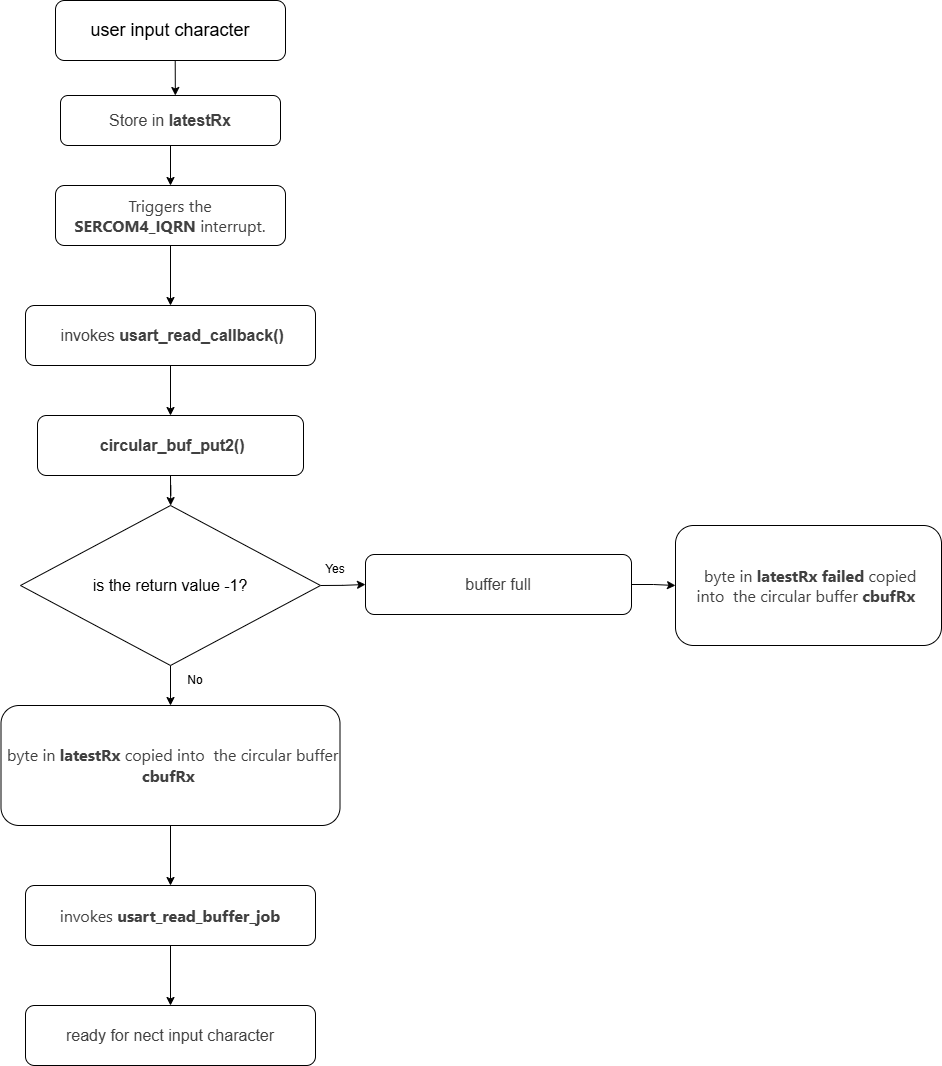 user input character
Store in latestRx
Triggers the
SERCOM4_IQRN interrupt.
invokes usart_read_callback()
circular_buf_put2()
is the return value -1?
Yes
buffer full
byte in latestRx failed copied
into the circular buffer cbufRx
No
byte in latestRx copied into the circular buffer
cbufRx
invokes usart_read_buffer_job
ready for nect input character